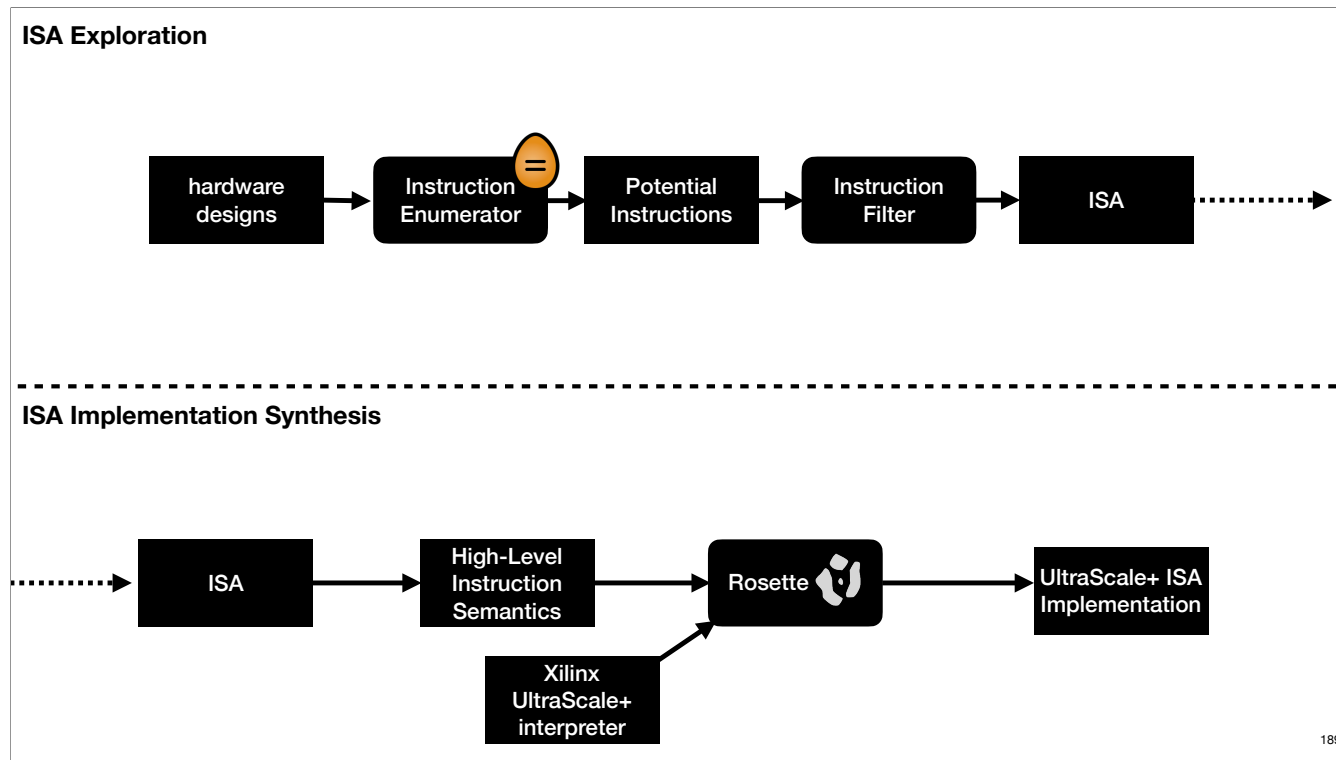 ISA Exploration
hardware
designs
Instruction
Enumerator
=
Potential
Instructions
Instruction
Filter
ISA
ISA Implementation Synthesis
ISA
High-Level
Instruction
Semantics
Rosette
UltraScale+ ISA
Implementation
Xilinx
UltraScale+
interpreter
189